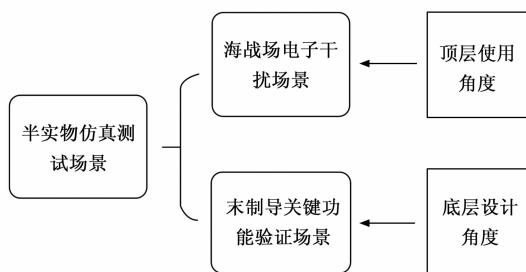 海战场电子干
扰场景
顶层使用
角度
半实物仿真测
试场景
末制导关键功
能验证场景
底层设计
角度